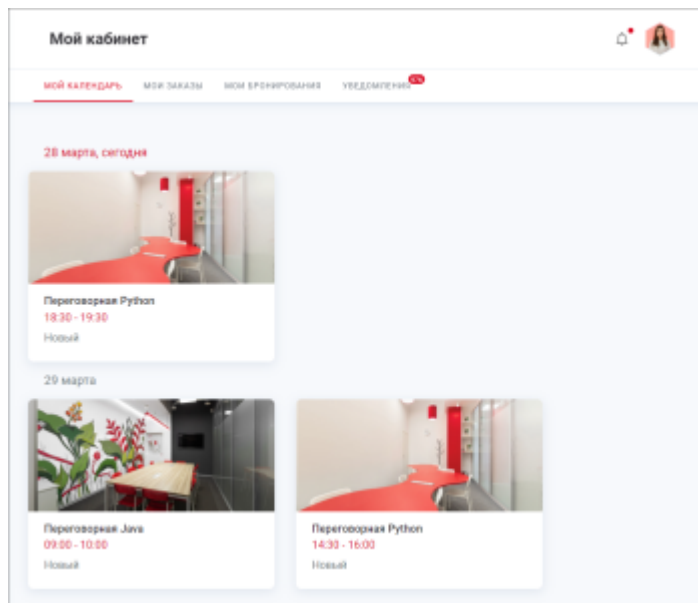 Мой кабинет
МОЙ КАЛЕНДАРЬ МОИ ЗАКАЗЫ МОИ БРОНИРОВАНИЯ УВЕДОМЛЕНИЯ
28 марта, сегодня
Переговорная Python
18:30 - 19:30
Новый
29 марта
Переговорная Java Переговорная Python
09:00 - 10:00 14:30 - 16:00
Новый Новый